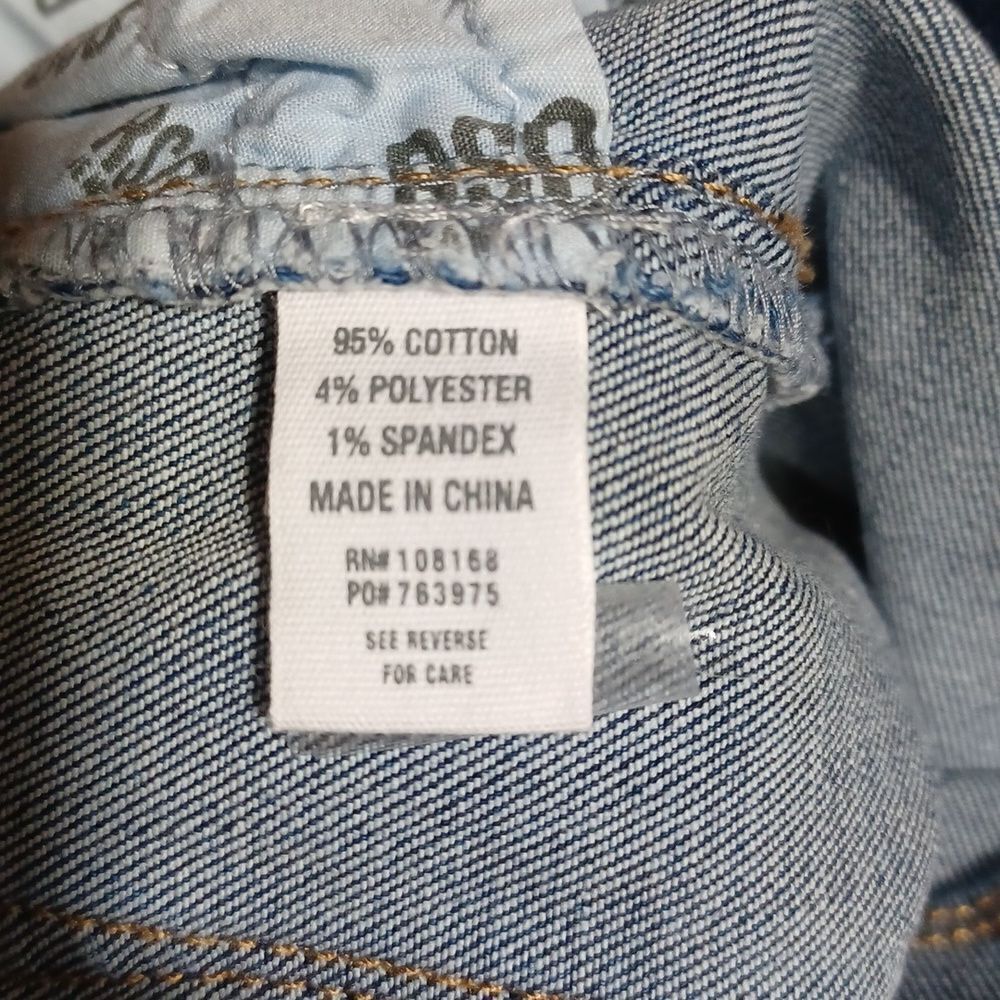 95% COTTON
4% POLYESTER
1% SPANDEX
MADE IN CHINA
RN# 108168
PO# 763975
SEE REVERSE
FOR CARE